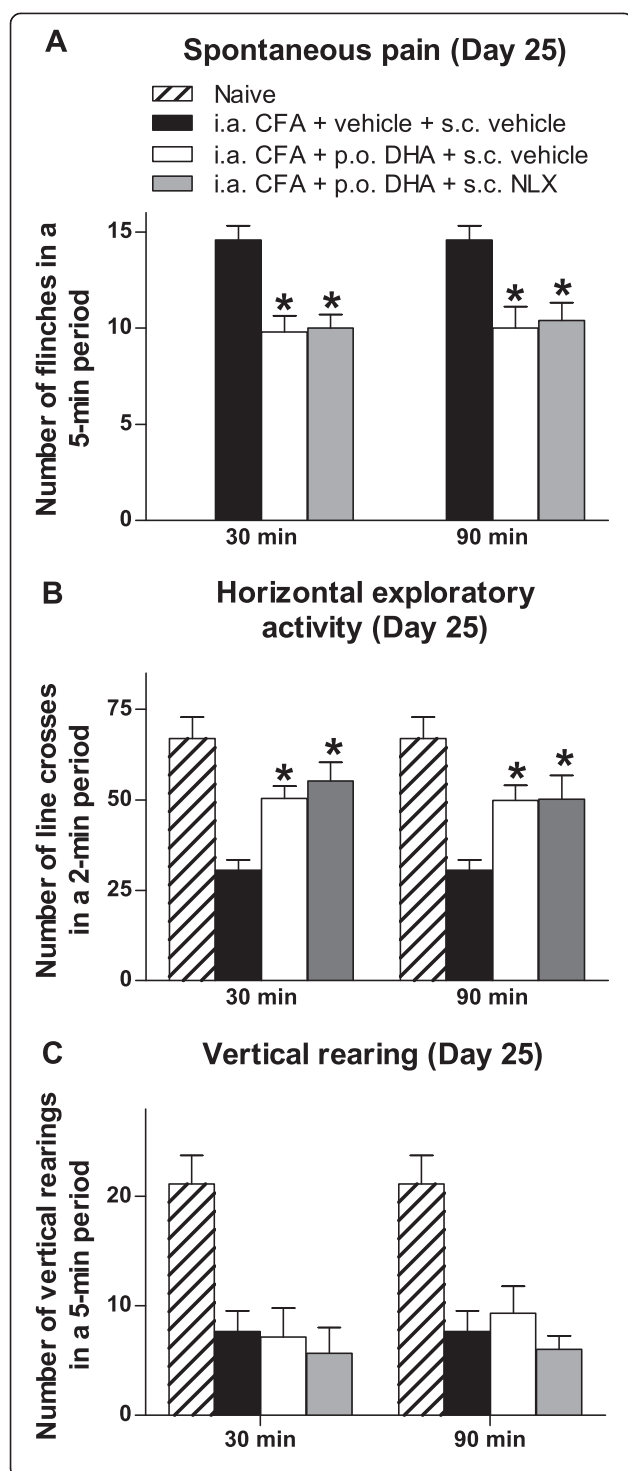 A
Spontaneous pain (Day 25)
Naive
i.a. CFA + vehicle + s.c. vehicle
i.a. CFA + p.o. DHA + s.c. vehicle
i.a. CFA + p.o. DHA + s.c. NLX
Number of flinches in a
5-min period
15
10
5
0
* * * *
30 min 90 min
B
Horizontal exploratory
activity (Day 25)
Number of line crosses
in a 2-min period
75
50
25
0
* * * *
30 min 90 min
C
Vertical rearing (Day 25)
Number of vertical rearings
in a 5-min period
20
10
0
30 min 90 min